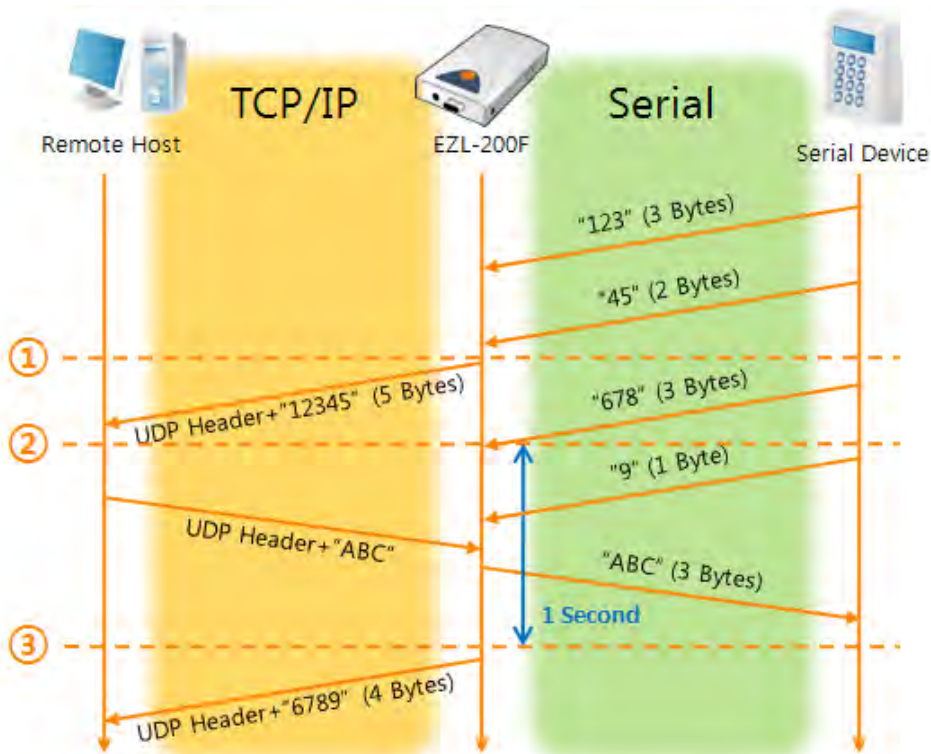 TCP/IP
Serial
Remote Host
EZL-200F
Serial Device
"123" (3 Bytes)
"45" (2 Bytes)
①
UDP Header+"12345" (5 Bytes)
"678" (3 Bytes)
②
"9" (1 Byte)
UDP Header+"ABC"
"ABC" (3 Bytes)
1 Second
③
UDP Header+"6789" (4 Bytes)